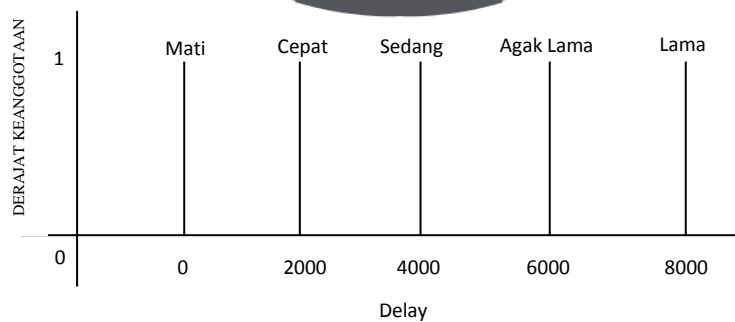 DERAJAT KEANGGOTAAN
1
Mati Cepat Sedang Agak Lama Lama
0
0 2000 4000 6000 8000
Delay